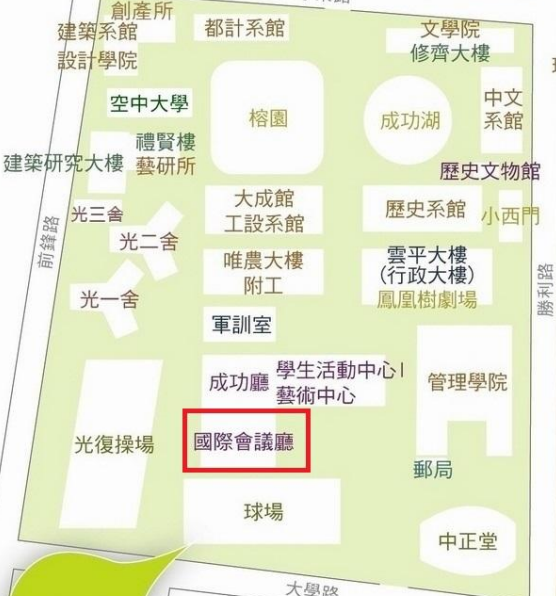 創產所
建築系館
都計系館
文學院
修齊大樓
設計學院
空中大學
榕園
成功湖
中文
系館
禮賢樓
建築研究大樓
藝研所
歷史文物館
大成館
工設系館
歷史系館
小西門
光三舍
光二舍
前鋒路
唯農大樓
附工
雲平大樓
(行政大樓)
鳳凰樹劇場
勝利路
光一舍
軍訓室
成功廳
學生活動中心I
藝術中心
管理學院
光復操場
國際會議廳
郵局
球場
中正堂
大學路